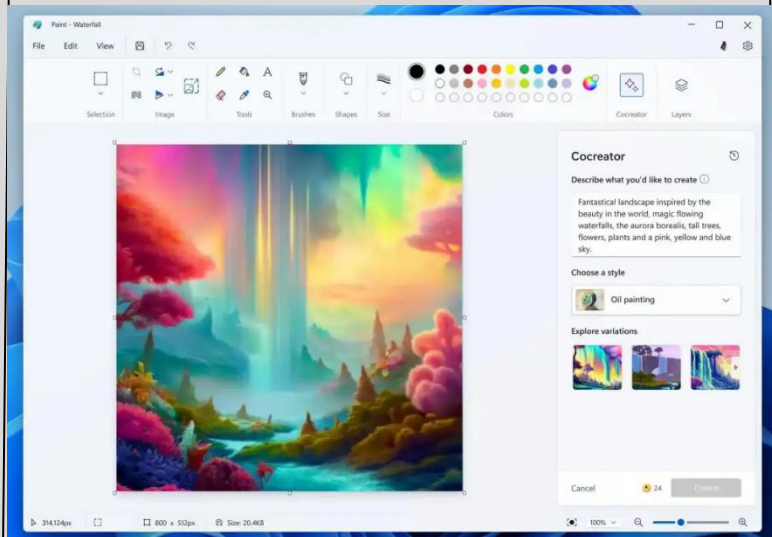 Paint - Waterfall
File Edit View
Selection
Image
Tools
Brushes
Shapes
Size
Colors
Cocreator
Layers
Cocreator
Describe what you'd like to create
Fantastical landscape inspired by the
beauty in the world, magic flowing
waterfalls, the aurora borealis, tall trees,
flowers, plants and a pink, yellow and blue
sky.
Choose a style
Oil painting
Explore variations
Cancel 24 Create
314,124px 800 x 512px Size: 20.4KB 100%